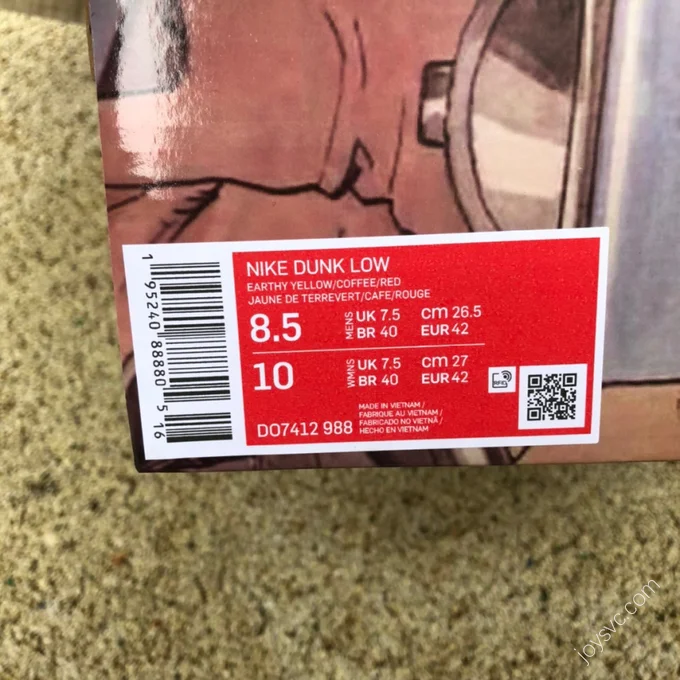 NIKE DUNK LOW
EARTHY YELLOW/COFFEE/RED
JAUNE DE TERREVERT/CAFE/ROUGE
8.5 MENS UK 7.5 cm 26.5
BR 40 EUR 42
10 WMNS UK 7.5 cm 27
BR 40 EUR 42
RFID
DO7412 988
MADE IN VIETNAM /
FABRIQUE AU VIETNAM /
FABRICADO NO VIETNÃ /
HECHO EN VIETNAM
1 95240 88880 5 16
joysvc.com